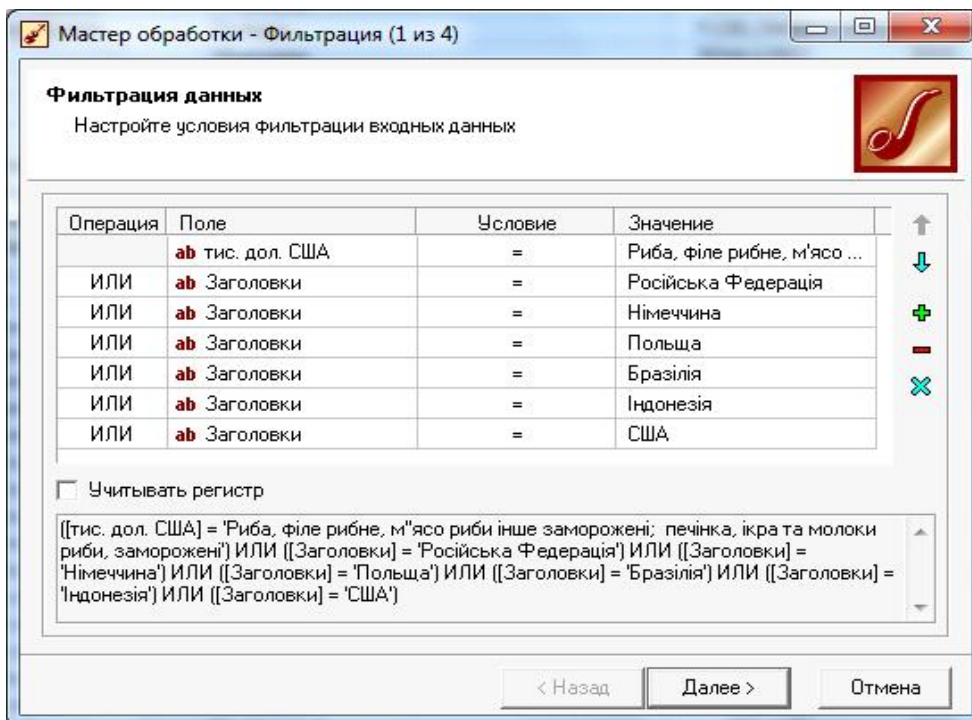 Мастер обработки - Фильтрация (1 из 4)
Фильтрация данных
Настройте условия фильтрации входных данных
Операция Поле Условие Значение
ab тис. дол. США = Риба, філе рибне, м'ясо ...
ИЛИ ab Заголовки = Російська Федерація
ИЛИ ab Заголовки = Німеччина
ИЛИ ab Заголовки = Польща
ИЛИ ab Заголовки = Бразілія
ИЛИ ab Заголовки = Індонезія
ИЛИ ab Заголовки = США
Учитывать регистр
([тис. дол. США] = 'Риба, філе рибне, м''ясо риби інше заморожені;  печінка, ікра та молоки
риби, заморожені') ИЛИ ([Заголовки] = 'Російська Федерація') ИЛИ ([Заголовки] =
'Німеччина') ИЛИ ([Заголовки] = 'Польща') ИЛИ ([Заголовки] = 'Бразілія') ИЛИ ([Заголовки] =
'Індонезія') ИЛИ ([Заголовки] = 'США')
< Назад Далее > Отмена